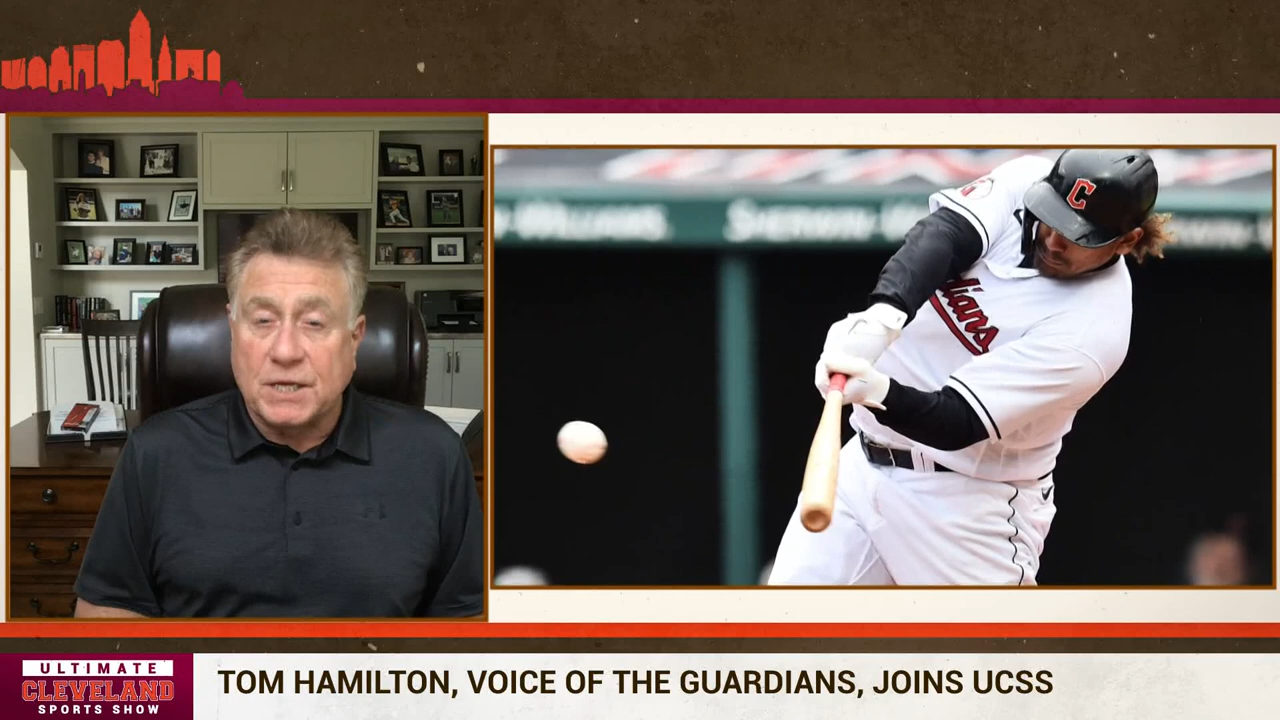 C
dians
ULTIMATE
CLEVELAND
SPORTS SHOW
TOM HAMILTON, VOICE OF THE GUARDIANS, JOINS UCSS